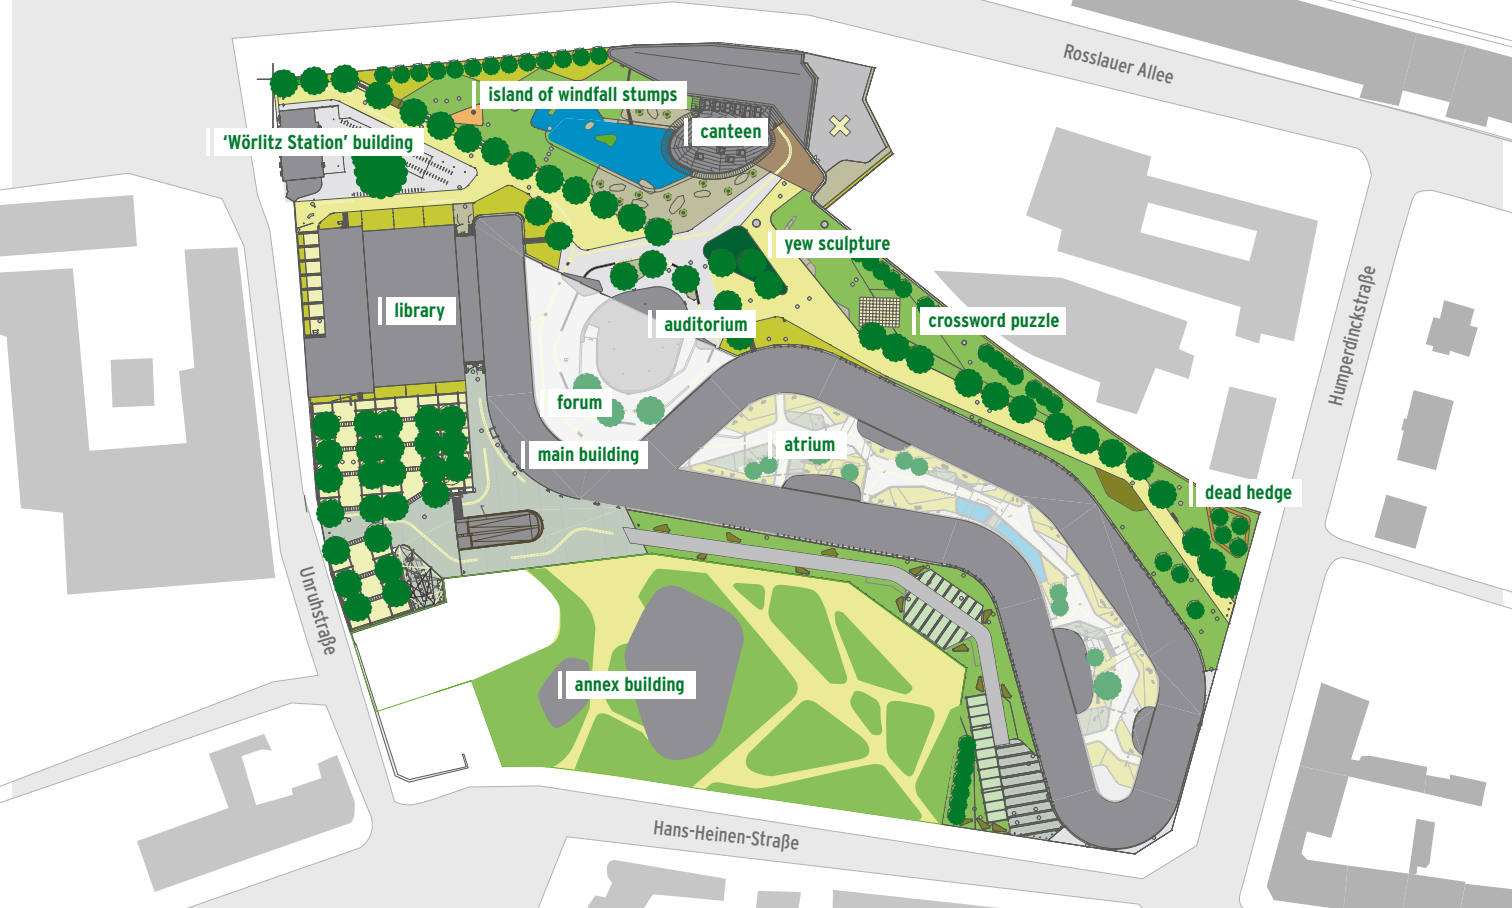 Rosslauer Allee
island of windfall stumps
canteen
‘Wörlitz Station’ building
yew sculpture
library
auditorium
crossword puzzle
Humperdinckstraße
forum
atrium
main building
dead hedge
Unruhstraße
annex building
Hans-Heinen-Straße